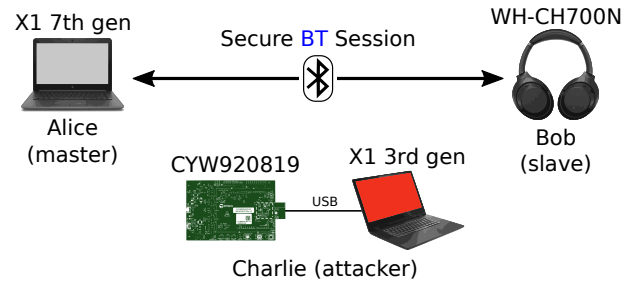 X1 7th gen
Secure BT Session
WH-CH700N
Alice
(master)
Bob
(slave)
CYW920819
X1 3rd gen
USB
Charlie (attacker)